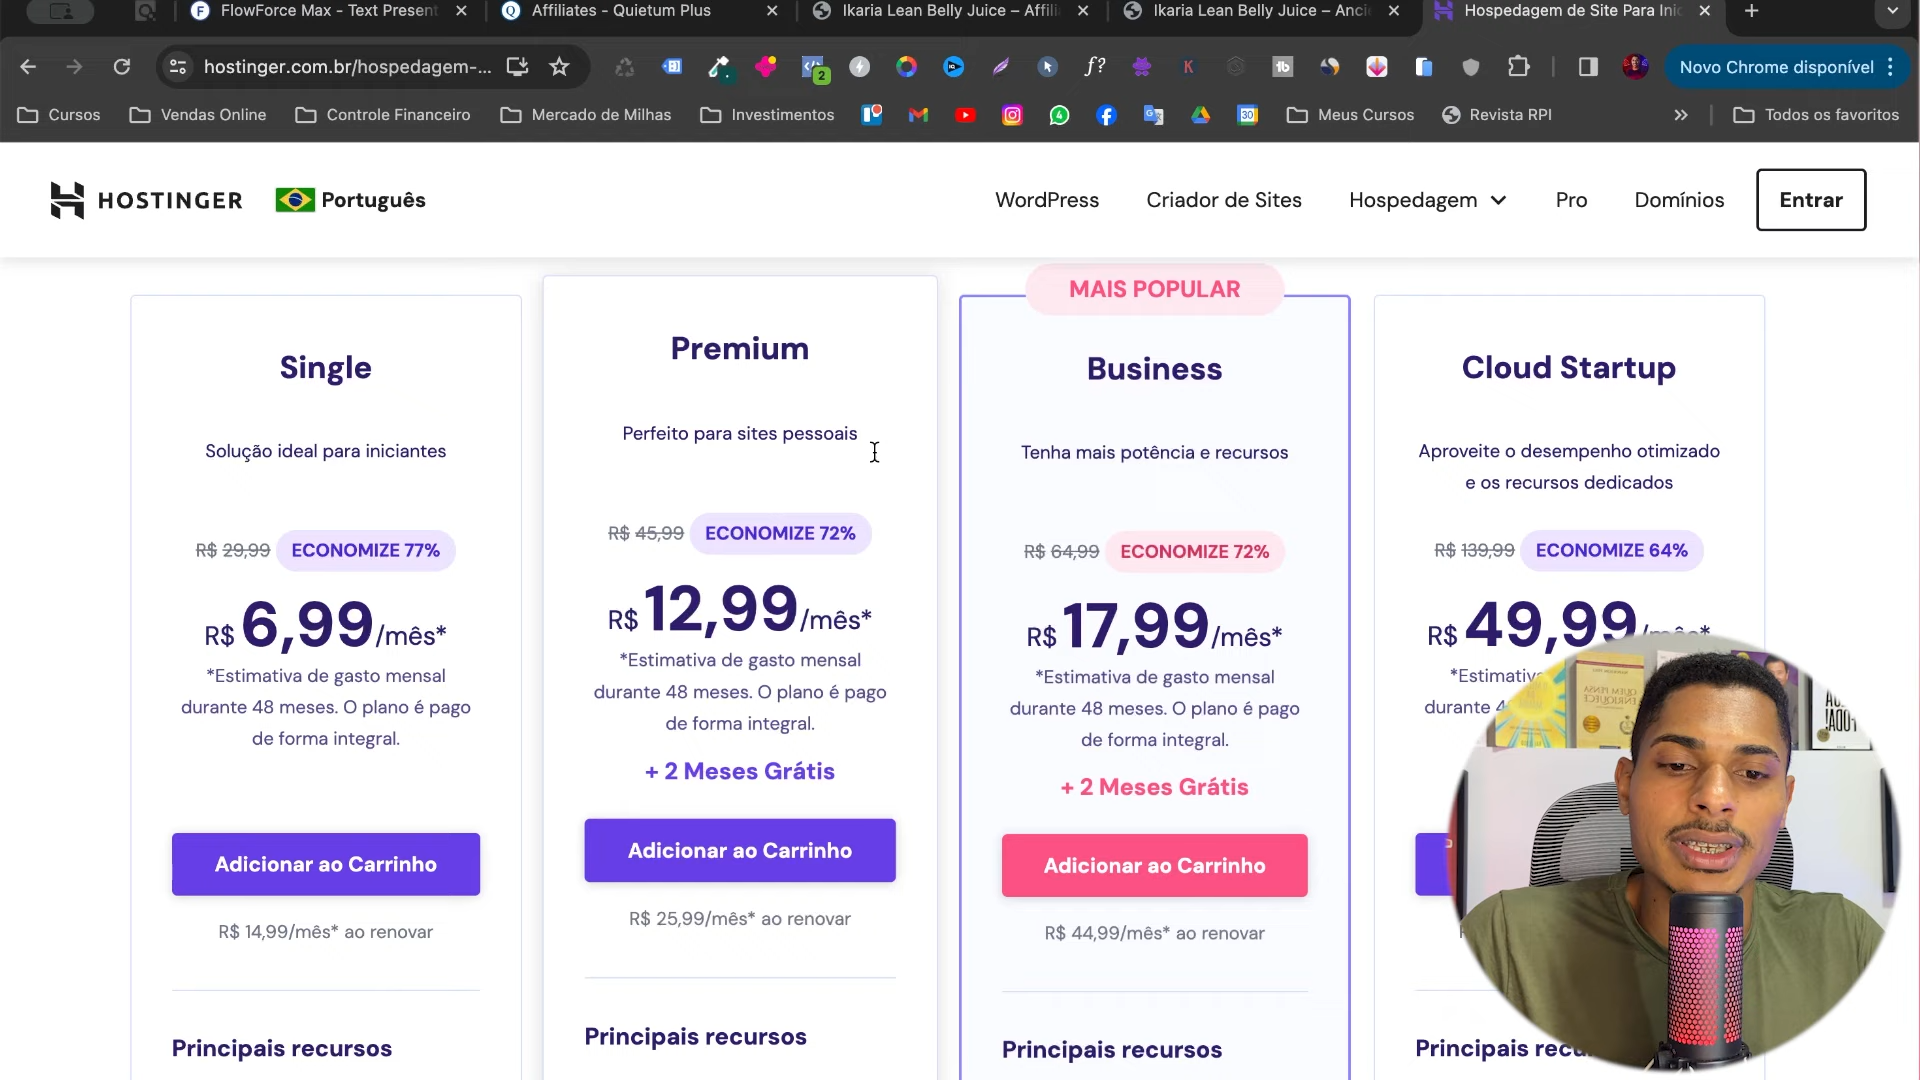 FlowForce Max - Text Present
Affiliates - Quietum Plus
Ikaria Lean Belly Juice – Affili
Ikaria Lean Belly Juice – Anci
Hospedagem de Site Para Ini
hostinger.com.br/hospedagem-...
Novo Chrome disponível
Cursos
Vendas Online
Controle Financeiro
Mercado de Milhas
Investimentos
Meus Cursos
Revista RPI
Todos os favoritos
HOSTINGER
Português
WordPress
Criador de Sites
Hospedagem
Pro
Domínios
Entrar
Single
Solução ideal para iniciantes
R$ 29,99 ECONOMIZE 77%
R$ 6,99/mês*
*Estimativa de gasto mensal
durante 48 meses. O plano é pago
de forma integral.
Adicionar ao Carrinho
R$ 14,99/mês* ao renovar
Principais recursos
Premium
Perfeito para sites pessoais
R$ 45,99 ECONOMIZE 72%
R$ 12,99/mês*
*Estimativa de gasto mensal
durante 48 meses. O plano é pago
de forma integral.
+ 2 Meses Grátis
Adicionar ao Carrinho
R$ 25,99/mês* ao renovar
Principais recursos
MAIS POPULAR
Business
Tenha mais potência e recursos
R$ 64,99 ECONOMIZE 72%
R$ 17,99/mês*
*Estimativa de gasto mensal
durante 48 meses. O plano é pago
de forma integral.
+ 2 Meses Grátis
Adicionar ao Carrinho
R$ 44,99/mês* ao renovar
Principais recursos
Cloud Startup
Aproveite o desempenho otimizado
e os recursos dedicados
R$ 139,99 ECONOMIZE 64%
R$ 49,99/mês*
*Estimativ
durante 4
Principais recu